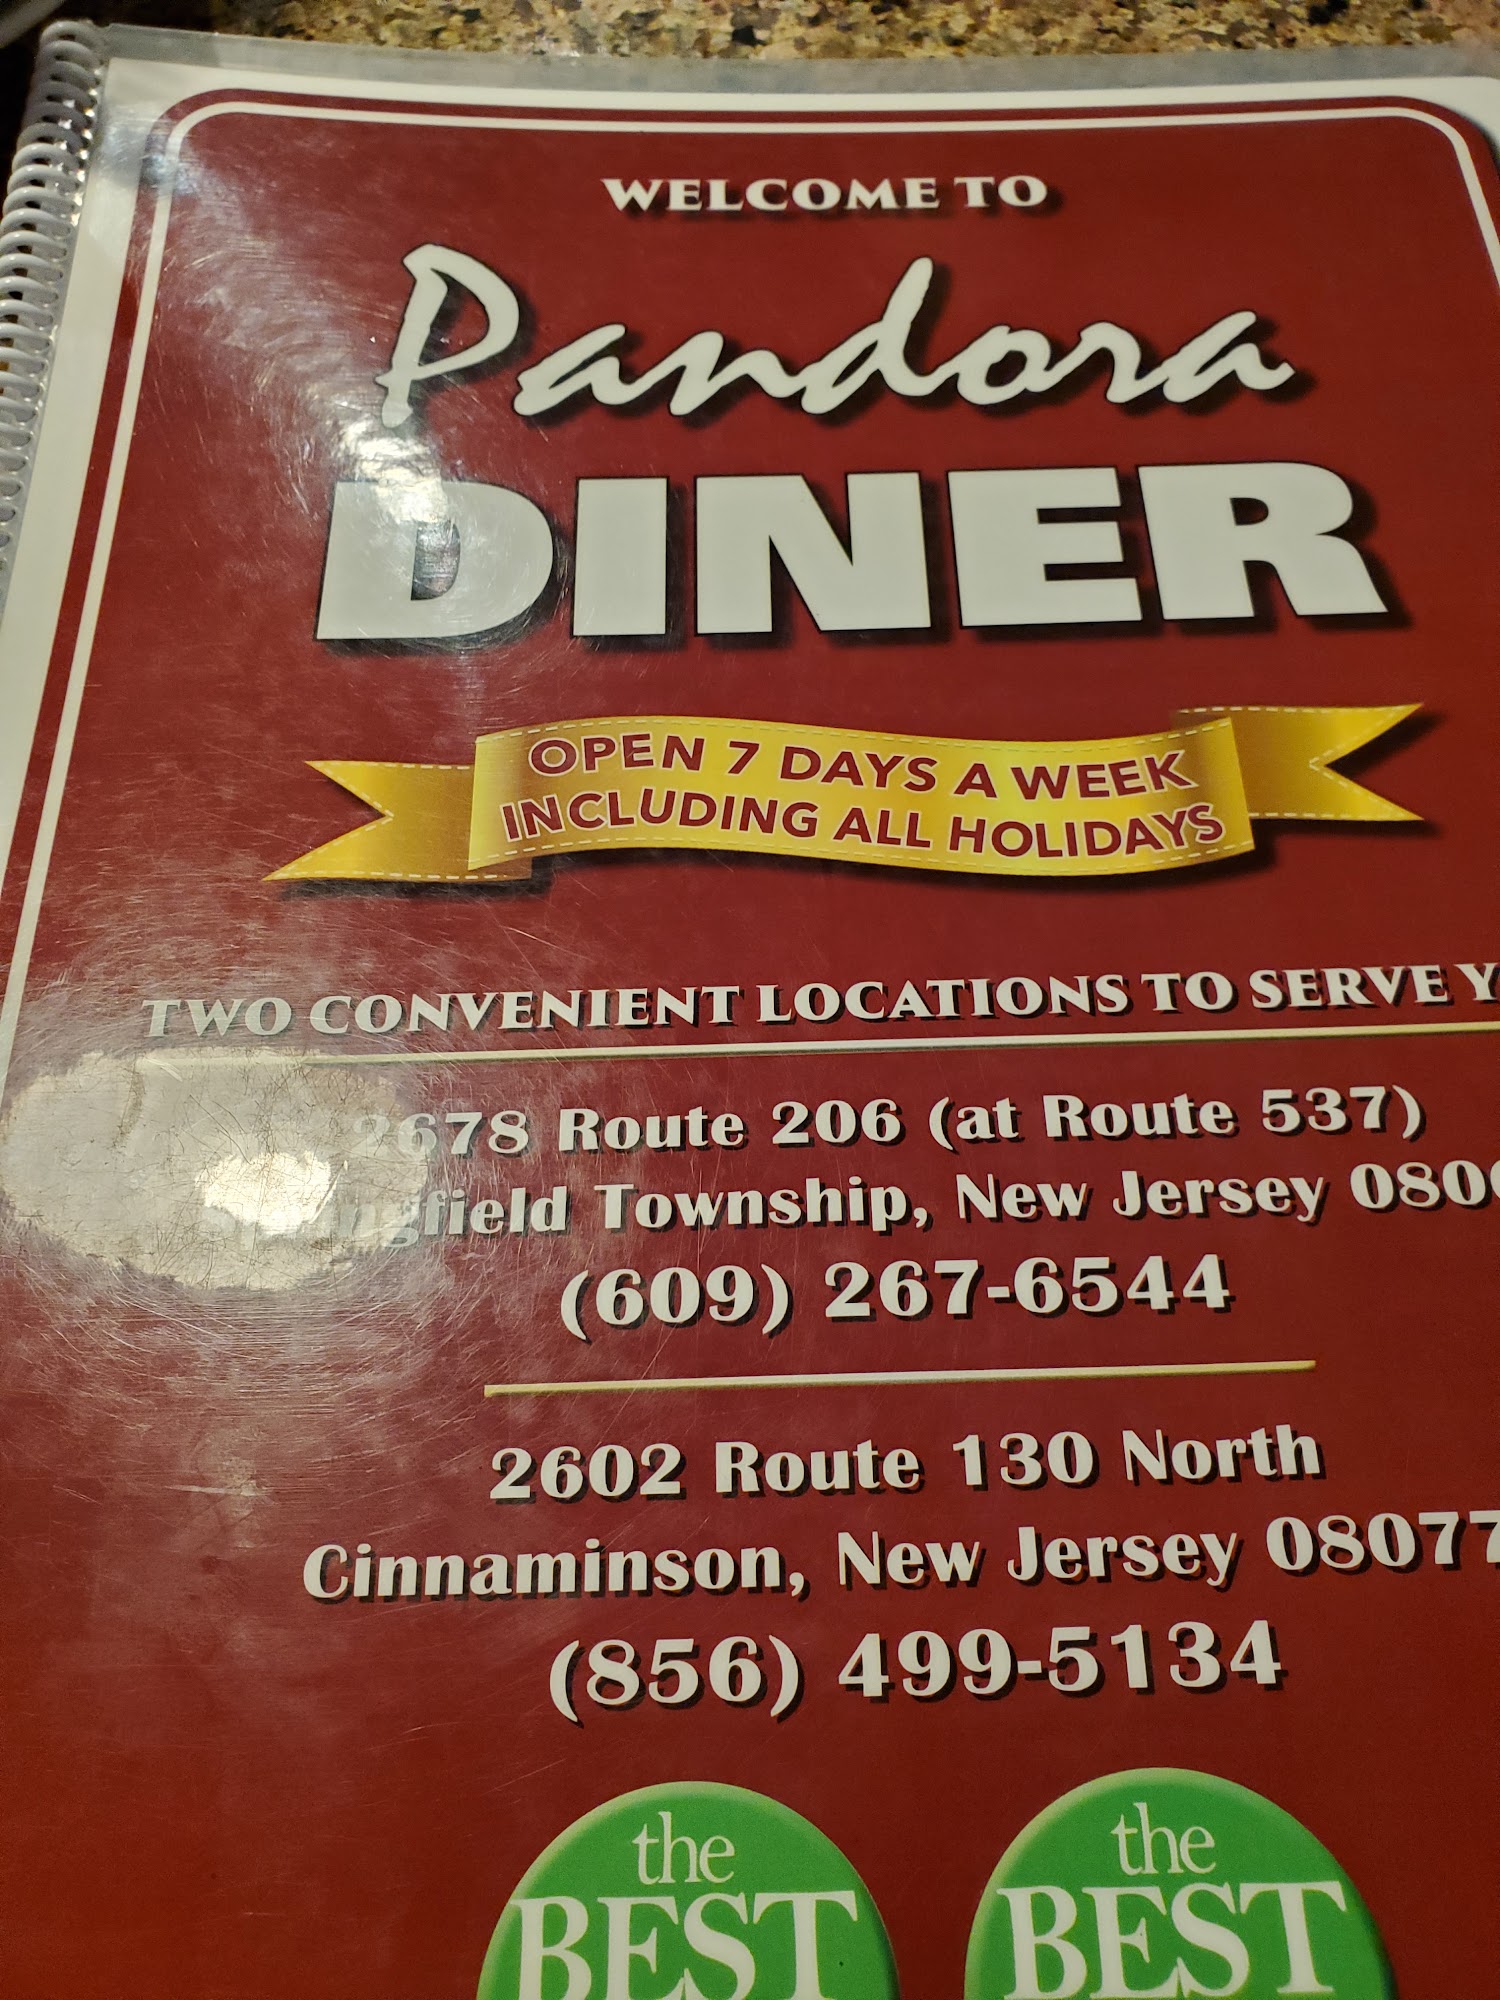 WELCOME TO
Pandora
DINER
OPEN 7 DAYS A WEEK
INCLUDING ALL HOLIDAYS
TWO CONVENIENT LOCATIONS TO SERVE
2678 Route 206 (at Route 537)
Springfield Township, New Jersey
(609) 267-6544
2602 Route 130 North
Cinnaminson, New Jersey 08077
(856) 499-5134
the
BEST
the
BEST